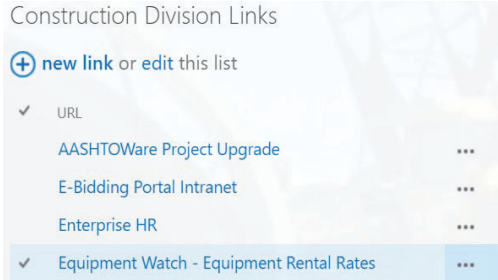 Construction Division Links
new link or edit this list
URL
AASHTOWare Project Upgrade
E-Bidding Portal Intranet
Enterprise HR
Equipment Watch - Equipment Rental Rates